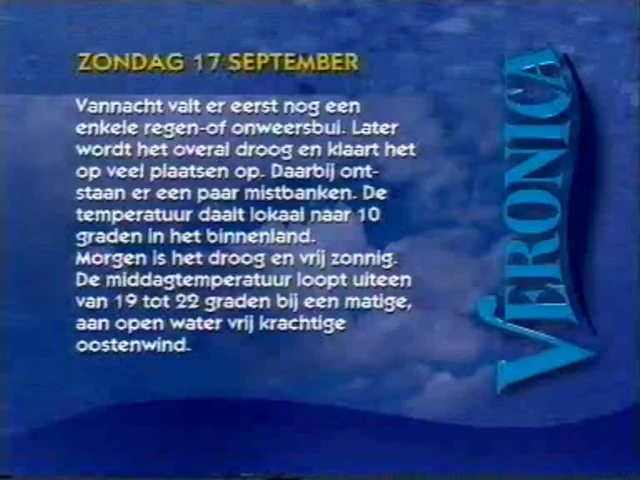 ZONDAG 17 SEPTEMBER
Vannacht valt er eerst nog een
enkele regen-of onweersbui. Later
wordt het overal droog en klaart het
op veel plaatsen op. Daarbij ont-
staan er een paar mistbanken. De
temperatuur daalt lokaal naar 10
graden in het binnenland.
Morgen is het droog en vrij zonnig.
De middagtemperatuur loopt uiteen
van 19 tot 22 graden bij een matige,
aan open water vrij krachtige
oostenwind.
VERONICA